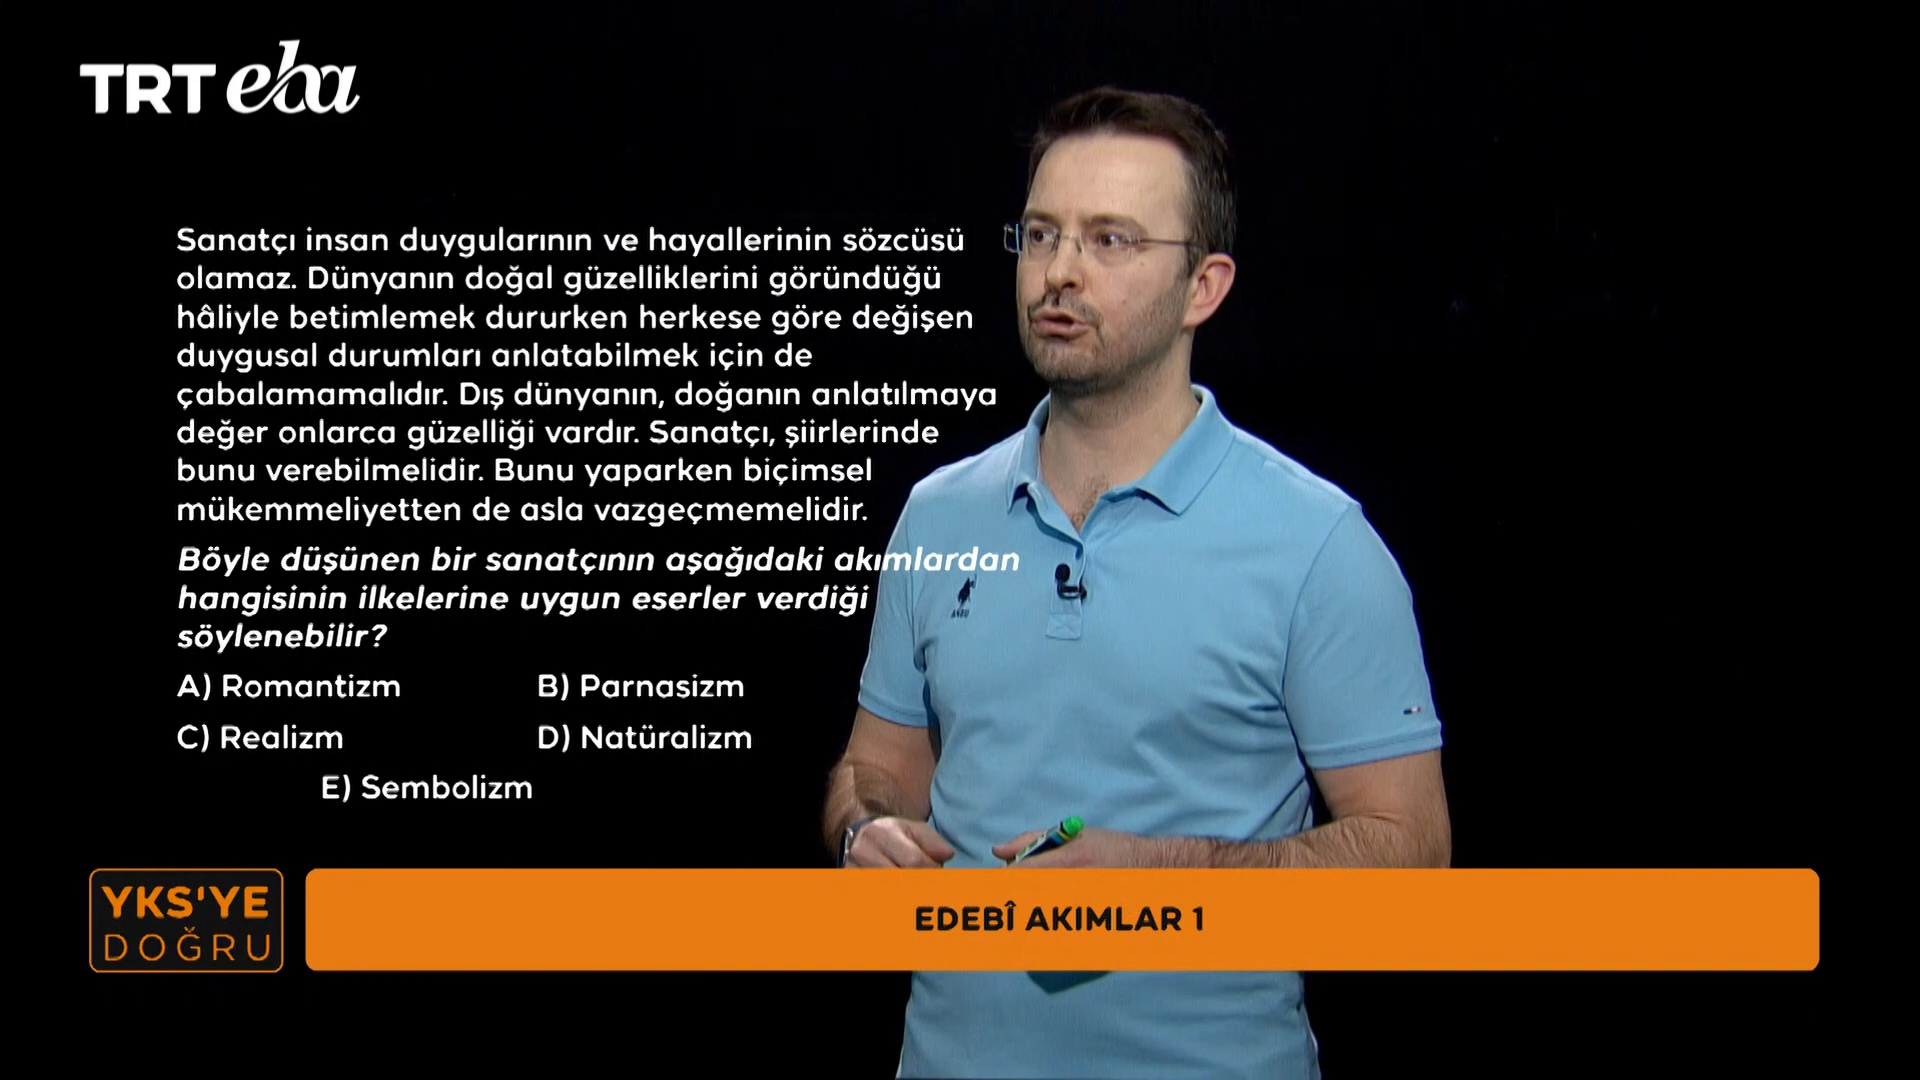 TRT eba
Sanatçı insan duygularının ve hayallerinin sözcüsü
olamaz. Dünyanın doğal güzelliklerini göründüğü
hâliyle betimlemek dururken herkese göre değişen
duygusal durumları anlatabilmek için de
çabalamamalıdır. Dış dünyanın, doğanın anlatılmaya
değer onlarca güzelliği vardır. Sanatçı, şiirlerinde
bunu verebilmelidir. Bunu yaparken biçimsel
mükemmeliyetten de asla vazgeçmemelidir.
Böyle düşünen bir sanatçının aşağıdaki akımlardan
hangisinin ilkelerine uygun eserler verdiği
söylenebilir?
A) Romantizm B) Parnasizm
C) Realizm D) Natüralizm
E) Sembolizm
YKS'YE
DOĞRU
EDEBÎ AKIMLAR 1